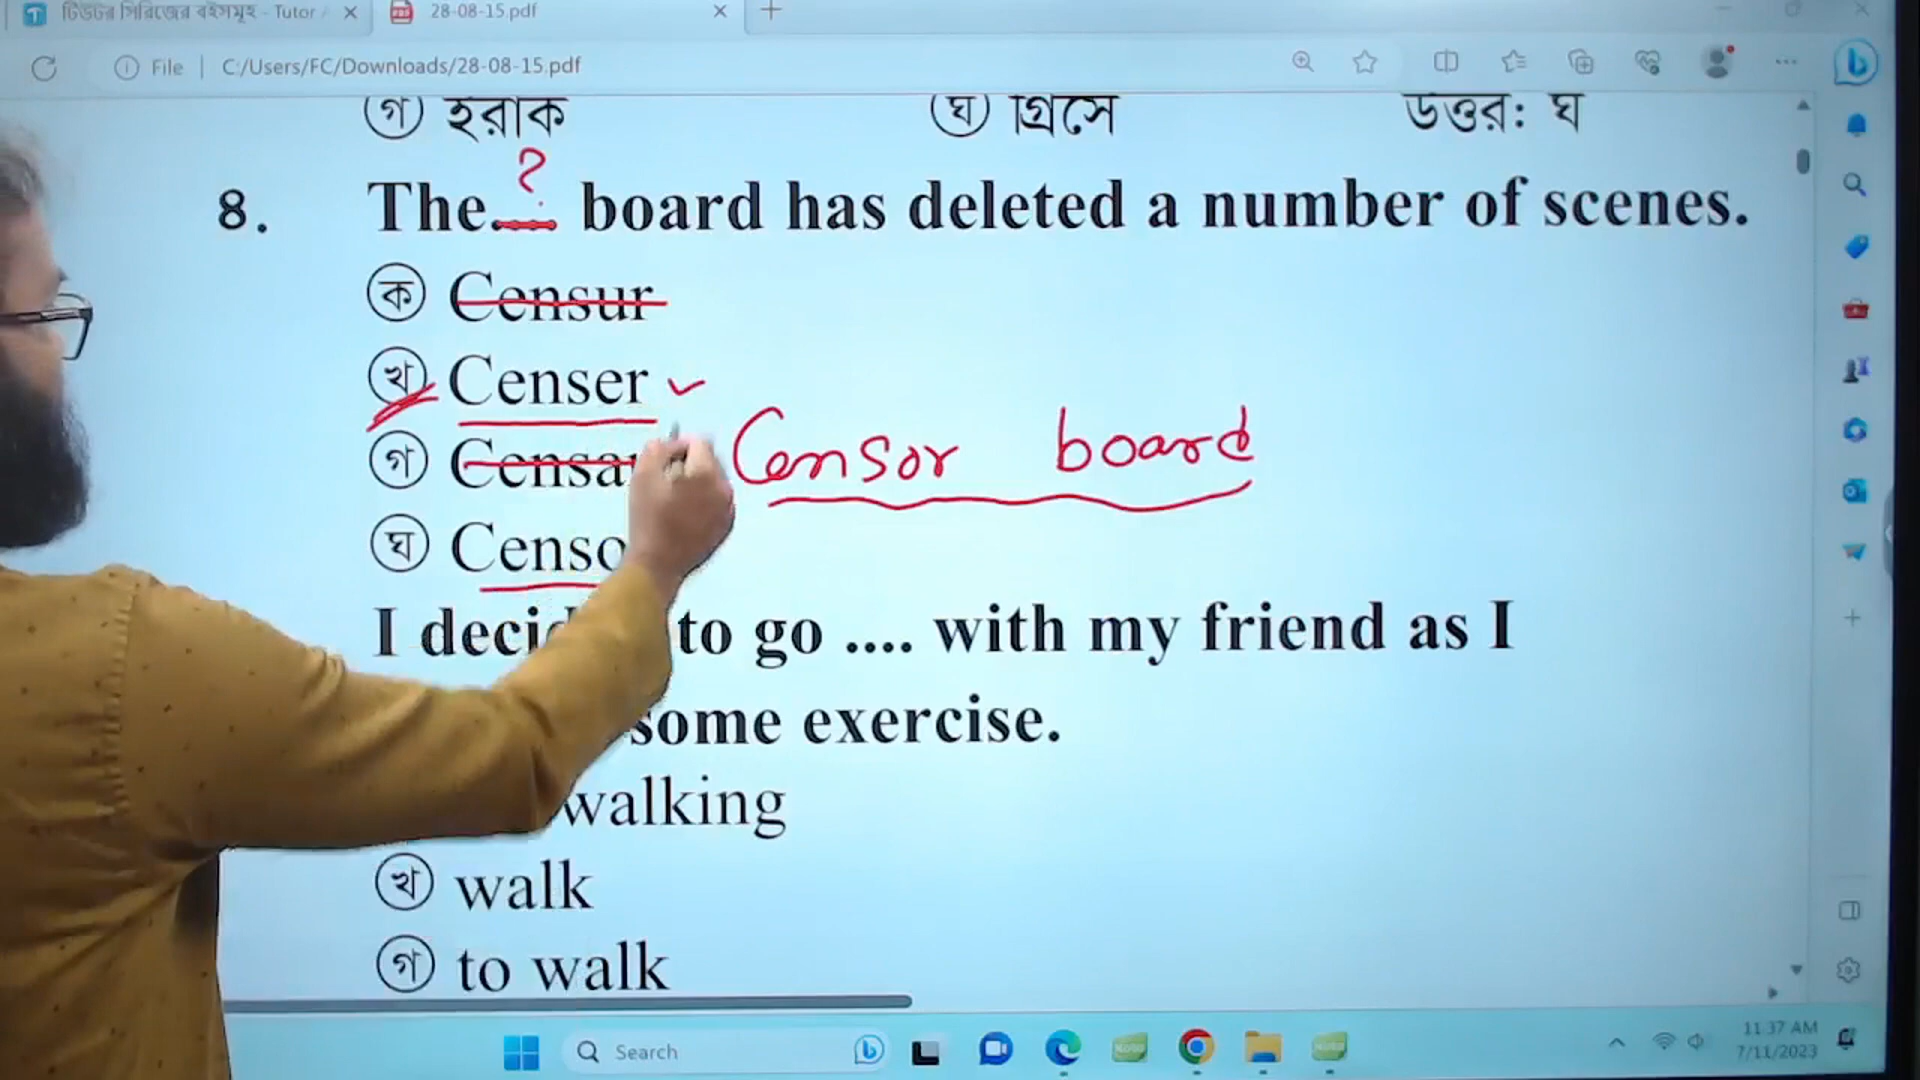 টিউটর সিরিজের বইসমূহ - Tutor
28-08-15.pdf
File | C:/Users/FC/Downloads/28-08-15.pdf
গ ইরাক ঘ গ্রিসে উত্তর: ঘ
?
8. The.... board has deleted a number of scenes.
ক Censur
খ Censer
গ Censar
Censor board
ঘ Censo
I decid to go .... with my friend as I
some exercise.
walking
খ walk
গ to walk
Search
11:37 AM
7/11/2023